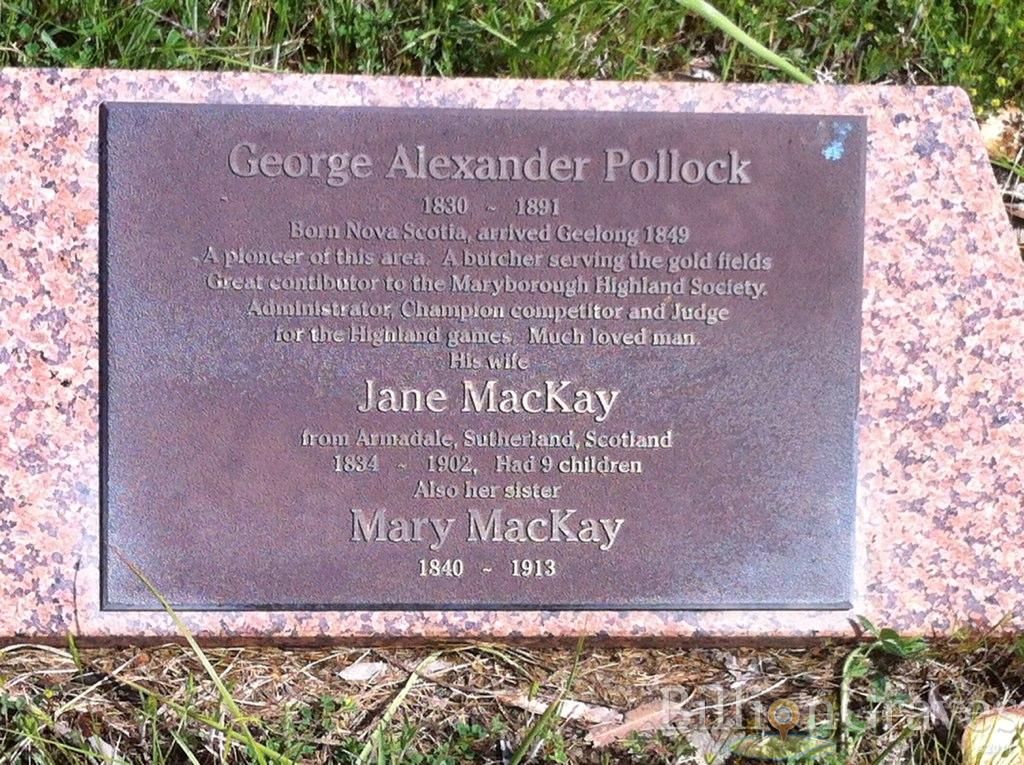 George Alexander Pollock
1830 ~ 1891
Born Nova Scotia, arrived Geelong 1849
A pioneer of this area. A butcher serving the gold fields
Great contibutor to the Maryborough Highland Society.
Administrator, Champion competitor and Judge
for the Highland games. Much loved man.
His wife
Jane MacKay
from Armadale, Sutherland, Scotland
1834 ~ 1902, Had 9 children
Also her sister
Mary MacKay
1840 ~ 1913
BillionGraves